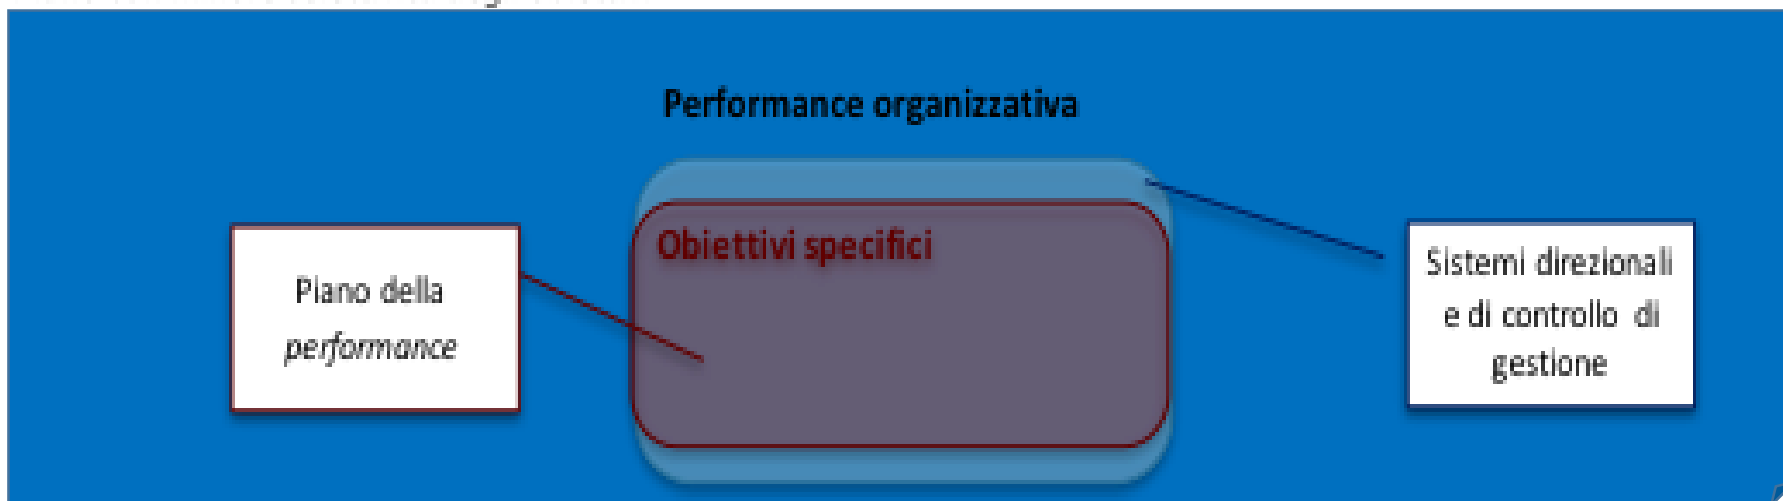 Performance organizzativa
Obiettivi specifici
Piano della
performance
Sistemi direzionali
e di controllo di
gestione